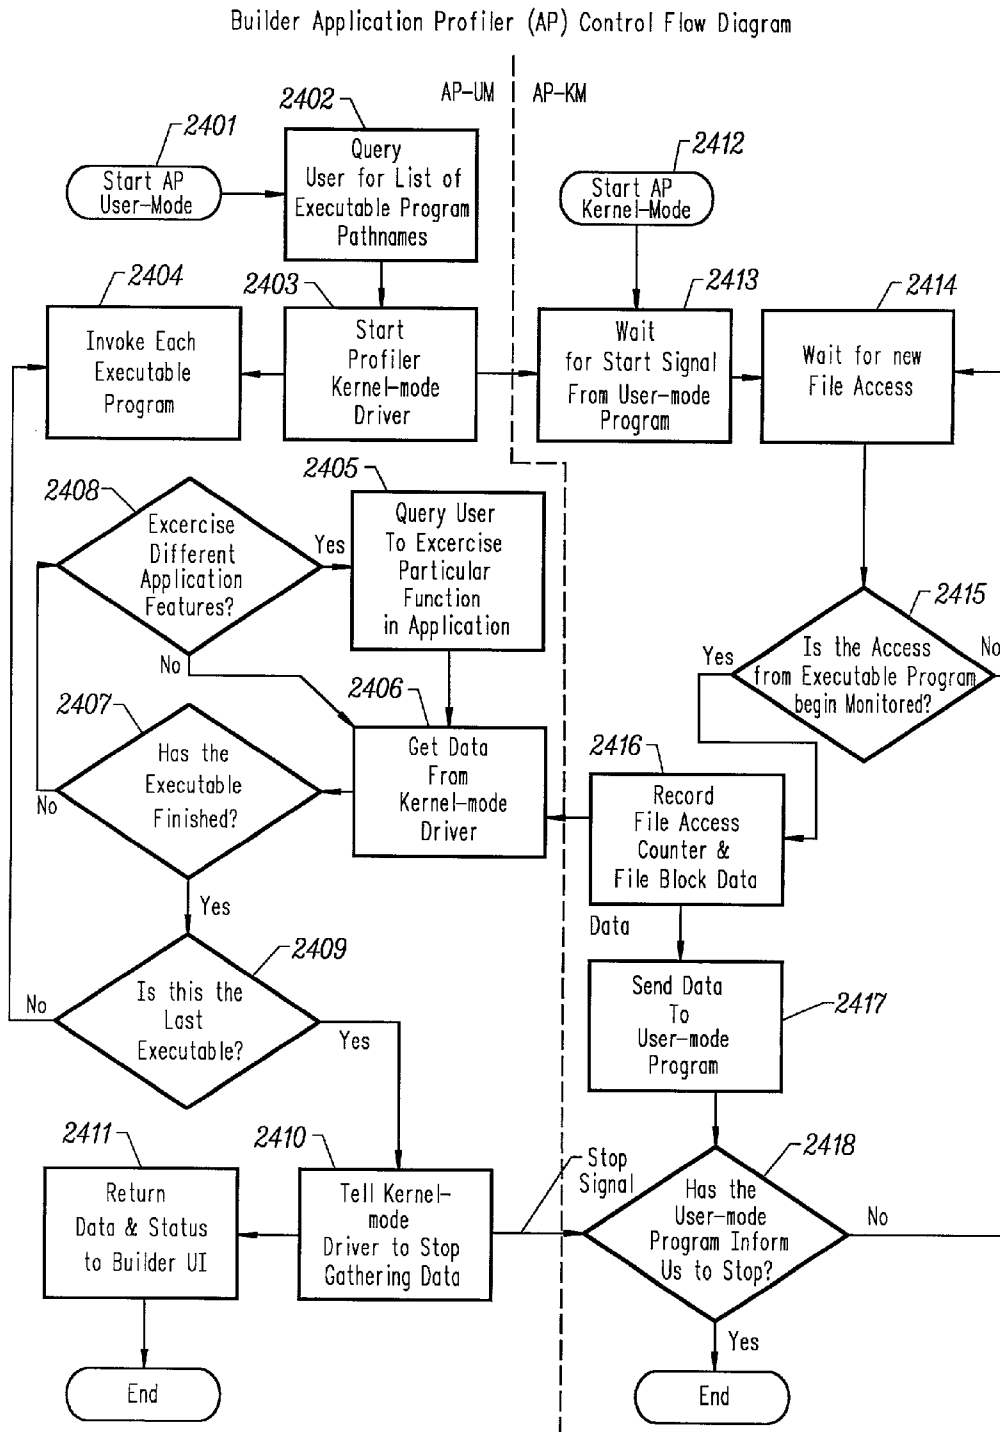 Builder Application Profiler (AP) Control Flow Diagram
AP-UM
AP-KM
2401
Start AP
User-Mode
2402
Query
User for List of
Executable Program
Pathnames
2412
Start AP
Kernel-Mode
2404
Invoke Each
Executable
Program
2403
Start
Profiler
Kernel-mode
Driver
2413
Wait
for Start Signal
From User-mode
Program
2414
Wait for new
File Access
2408
Excercise
Different
Application
Features?
Yes
No
2405
Query User
To Excercise
Particular
Function
in Application
2415
Is the Access
from Executable Program
begin Monitored?
Yes
No
2407
Has the
Executable
Finished?
No
Yes
2406
Get Data
From
Kernel-mode
Driver
2416
Record
File Access
Counter &
File Block Data
Data
2409
Is this the
Last
Executable?
No
Yes
2417
Send Data
To
User-mode
Program
2411
Return
Data & Status
to Builder UI
2410
Tell Kernel-
mode
Driver to Stop
Gathering Data
Stop
Signal
2418
Has the
User-mode
Program Inform
Us to Stop?
No
Yes
End
End